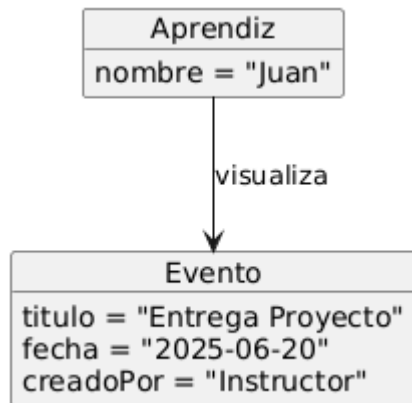 Aprendiz
nombre = "Juan"
visualiza
Evento
titulo = "Entrega Proyecto"
fecha = "2025-06-20"
creadoPor = "Instructor"